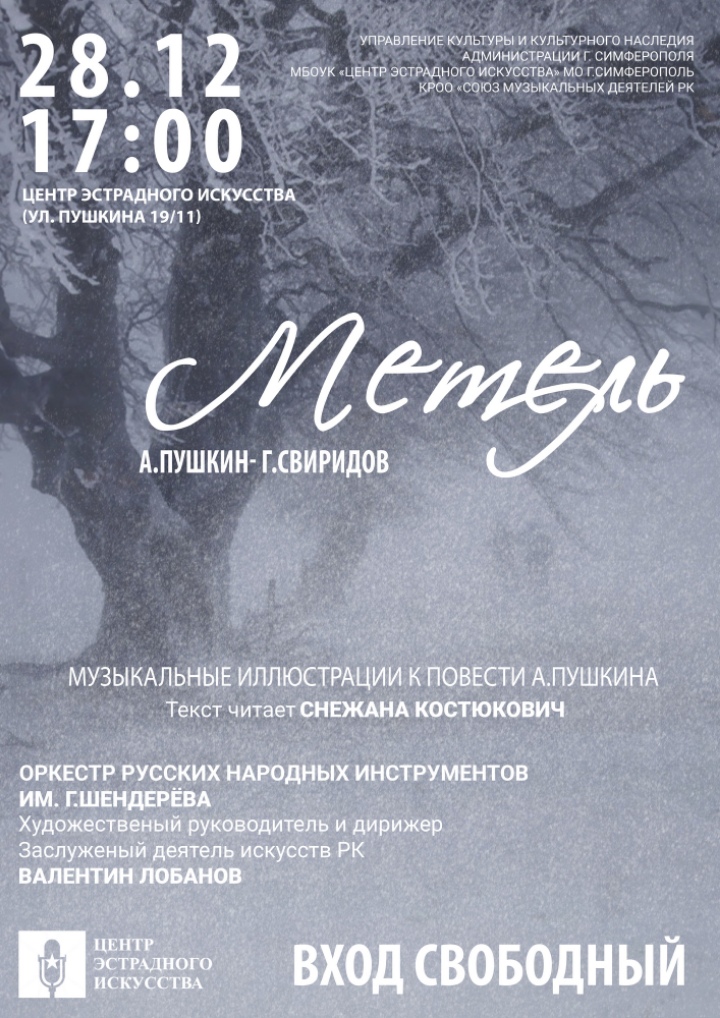 28.12
17:00
ЦЕНТР ЭСТРАДНОГО ИСКУССТВА
(УЛ. ПУШКИНА 19/11)
УПРАВЛЕНИЕ КУЛЬТУРЫ И КУЛЬТУРНОГО НАСЛЕДИЯ
АДМИНИСТРАЦИИ Г. СИМФЕРОПОЛЯ
МБОУК «ЦЕНТР ЭСТРАДНОГО ИСКУССТВА» МО Г.СИМФЕРОПОЛЬ
КРОО «СОЮЗ МУЗЫКАЛЬНЫХ ДЕЯТЕЛЕЙ РК
Метель
А.ПУШКИН- Г.СВИРИДОВ
МУЗЫКАЛЬНЫЕ ИЛЛЮСТРАЦИИ К ПОВЕСТИ А.ПУШКИНА
Текст читает СНЕЖАНА КОСТЮКОВИЧ
ОРКЕСТР РУССКИХ НАРОДНЫХ ИНСТРУМЕНТОВ
ИМ. Г.ШЕНДЕРЁВА
Художественый руководитель и дирижер
Заслуженый деятель искусств РК
ВАЛЕНТИН ЛОБАНОВ
ЦЕНТР
ЭСТРАДНОГО
ИСКУССТВА
ВХОД СВОБОДНЫЙ